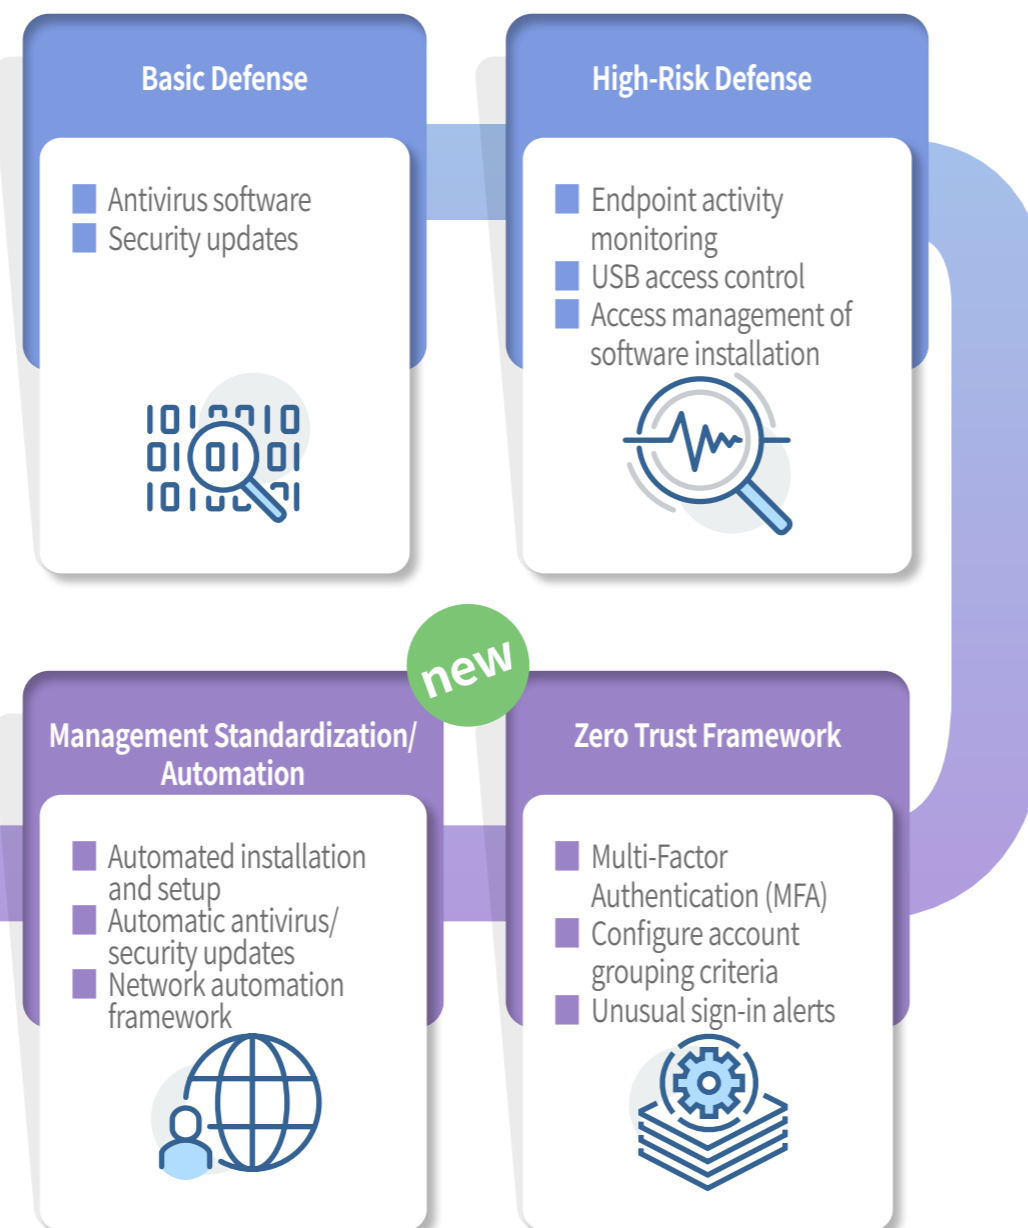 Basic Defense
Antivirus software
Security updates
High-Risk Defense
Endpoint activity
monitoring
USB access control
Access management of
software installation
new
Management Standardization/
Automation
Automated installation
and setup
Automatic antivirus/
security updates
Network automation
framework
Zero Trust Framework
Multi-Factor
Authentication (MFA)
Configure account
grouping criteria
Unusual sign-in alerts